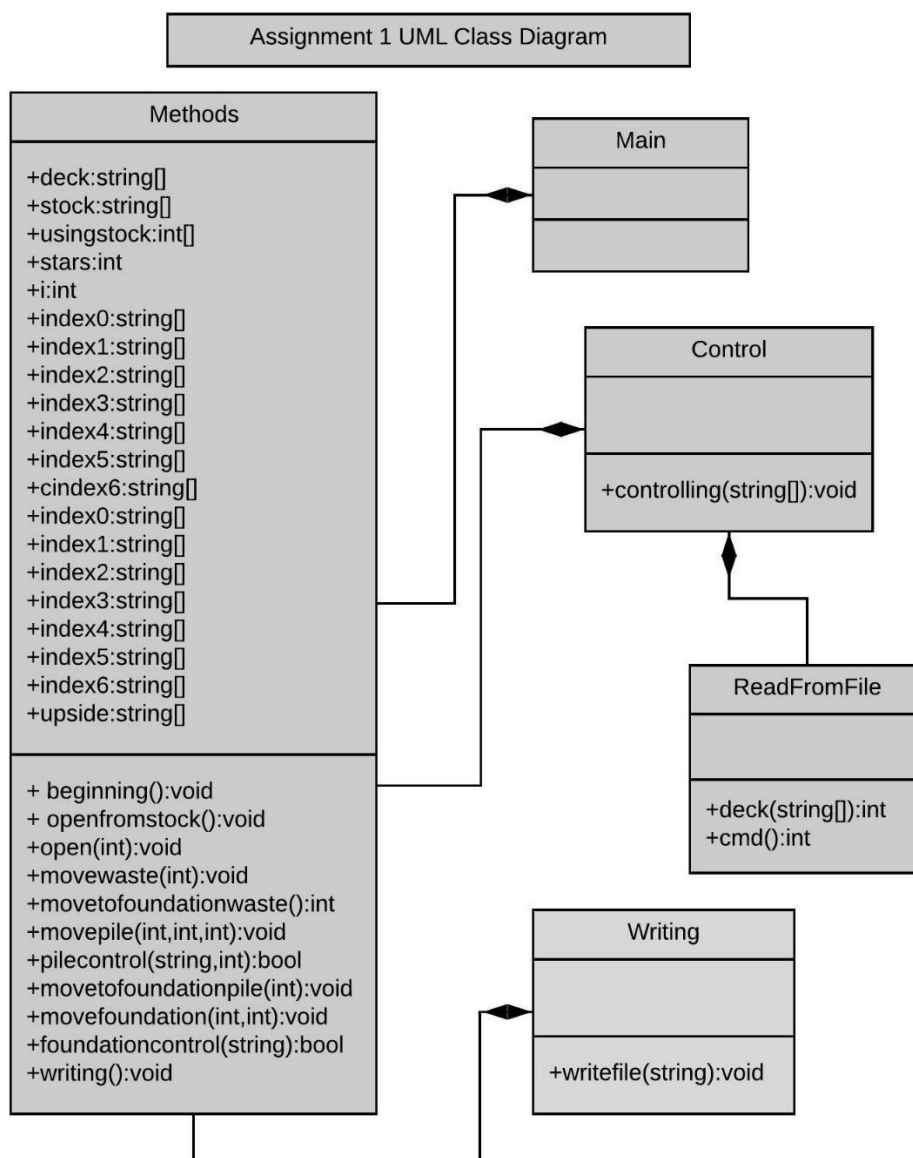 Assignment 1 UML Class Diagram
Methods
+deck:string[]
+stock:string[]
+usingstock:int[]
+stars:int
+i:int
+index0:string[]
+index1:string[]
+index2:string[]
+index3:string[]
+index4:string[]
+index5:string[]
+cindex6:string[]
+index0:string[]
+index1:string[]
+index2:string[]
+index3:string[]
+index4:string[]
+index5:string[]
+index6:string[]
+upside:string[]
+ beginning():void
+ openfromstock():void
+open(int):void
+movewaste(int):void
+movetofoundationwaste():int
+movepile(int,int,int):void
+pilecontrol(string,int):bool
+movetofoundationpile(int):void
+movefoundation(int,int):void
+foundationcontrol(string):bool
+writing():void
Main
Control
+controlling(string[]):void
ReadFromFile
+deck(string[]):int
+cmd():int
Writing
+writefile(string):void